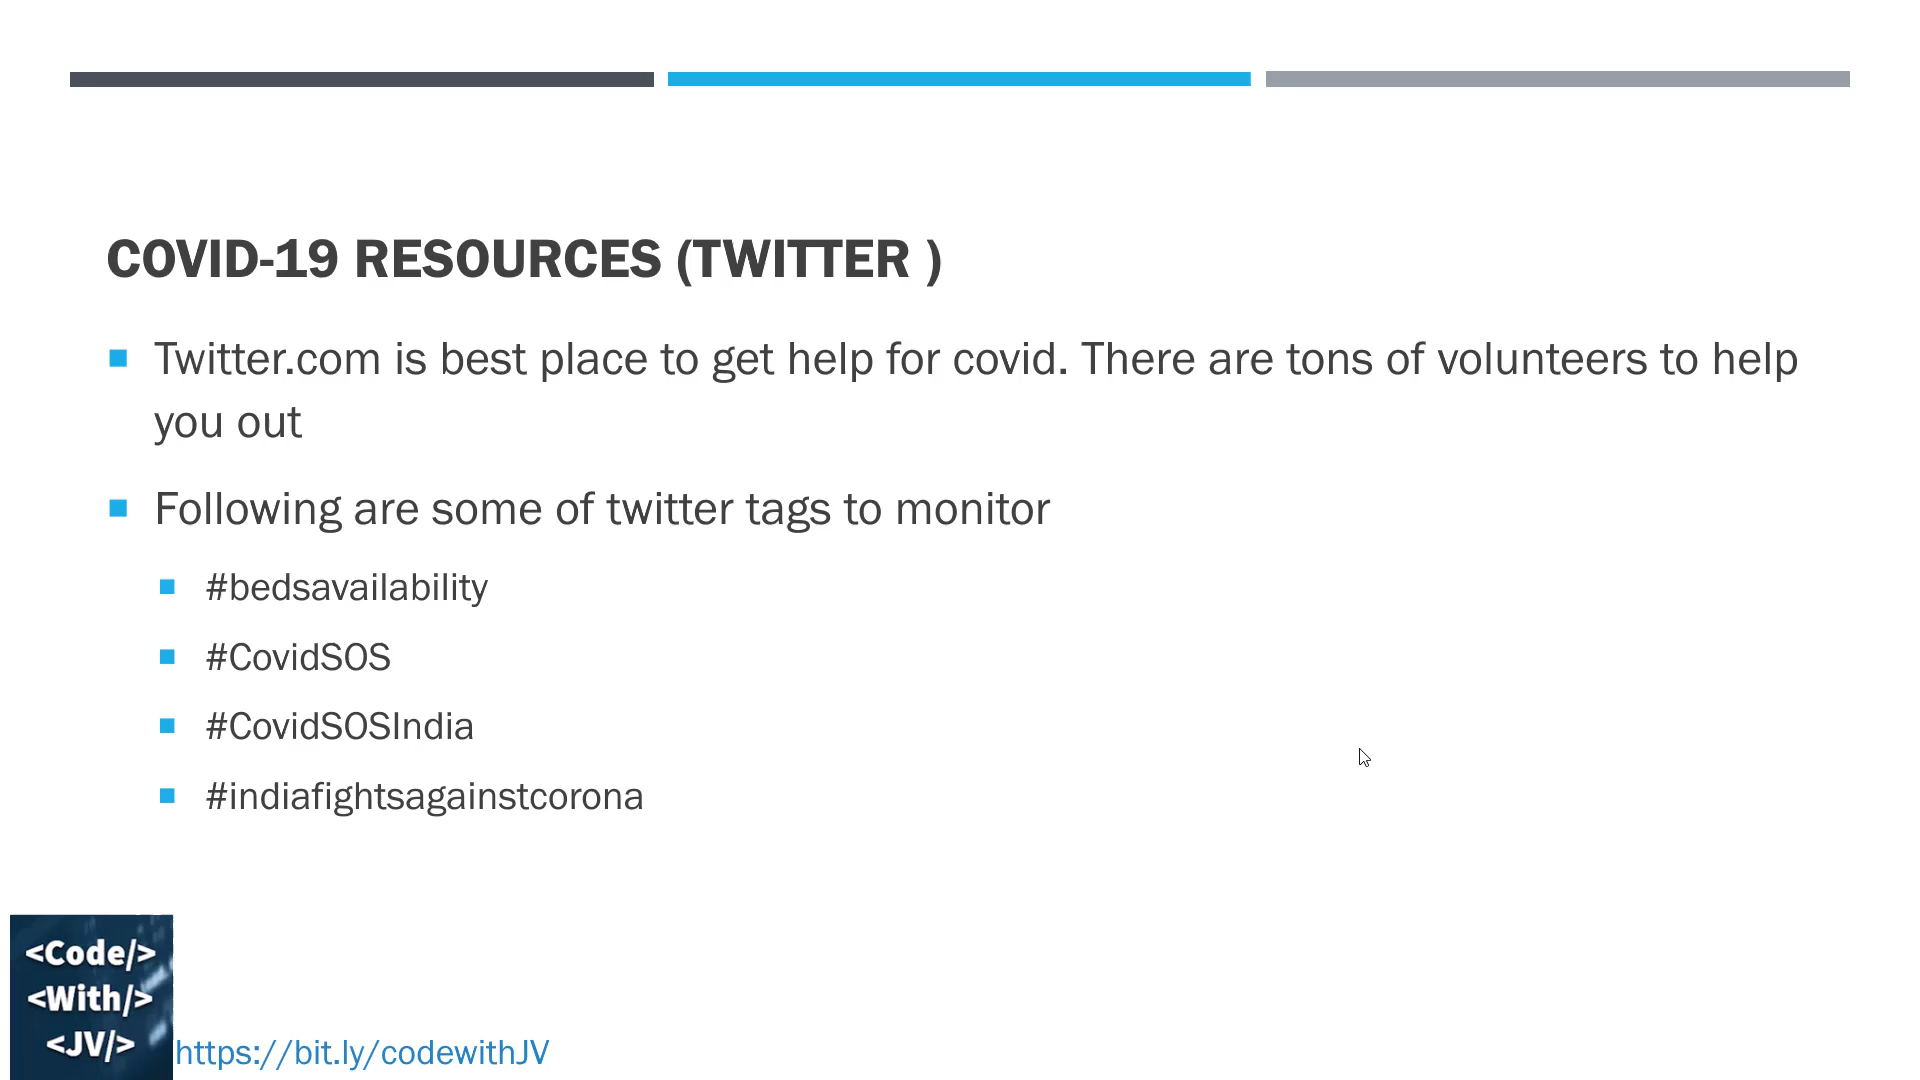 COVID-19 RESOURCES (TWITTER )
Twitter.com is best place to get help for covid. There are tons of volunteers to help
you out
Following are some of twitter tags to monitor
#bedsavailability
#CovidSOS
#CovidSOSIndia
#indiafightsagainstcorona
<Code/>
<With/>
<JV/>
https://bit.ly/codewithJV